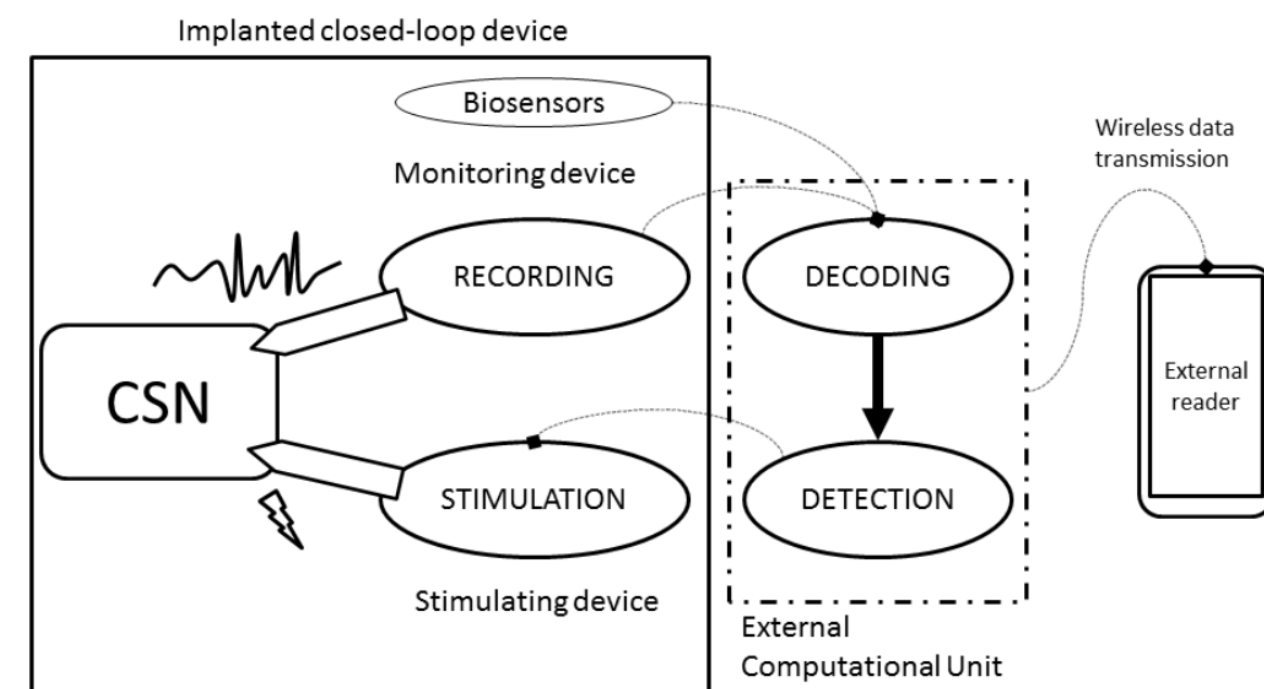 Implanted closed-loop device
Biosensors
Monitoring device
RECORDING
CSN
STIMULATION
Stimulating device
DECODING
DETECTION
External
Computational Unit
Wireless data
transmission
External
reader